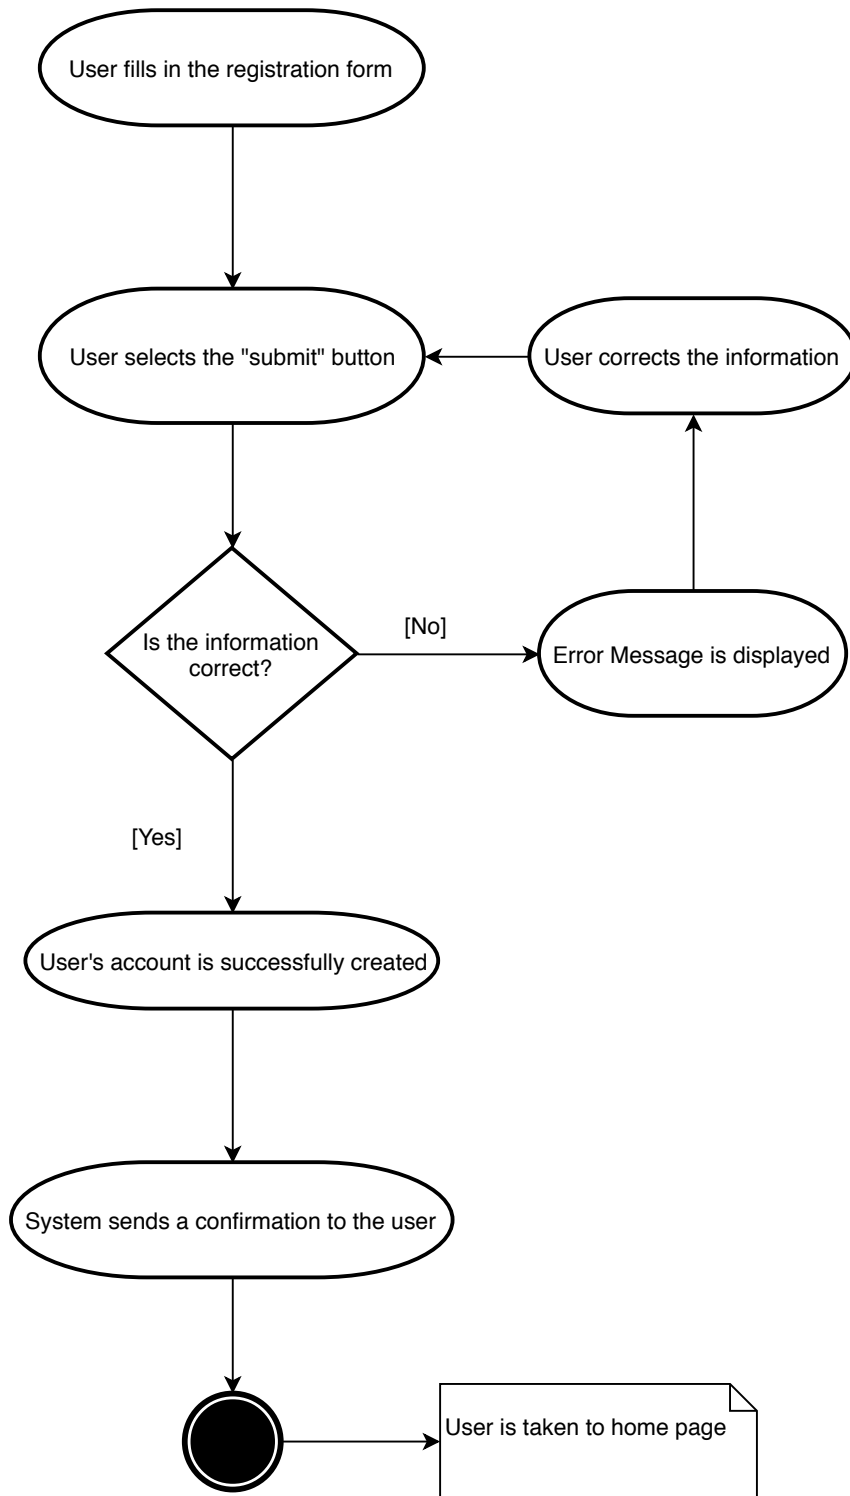 User fills in the registration form
User selects the "submit" button
User corrects the information
Is the information
correct?
[No]
Error Message is displayed
[Yes]
User's account is successfully created
System sends a confirmation to the user
User is taken to home page